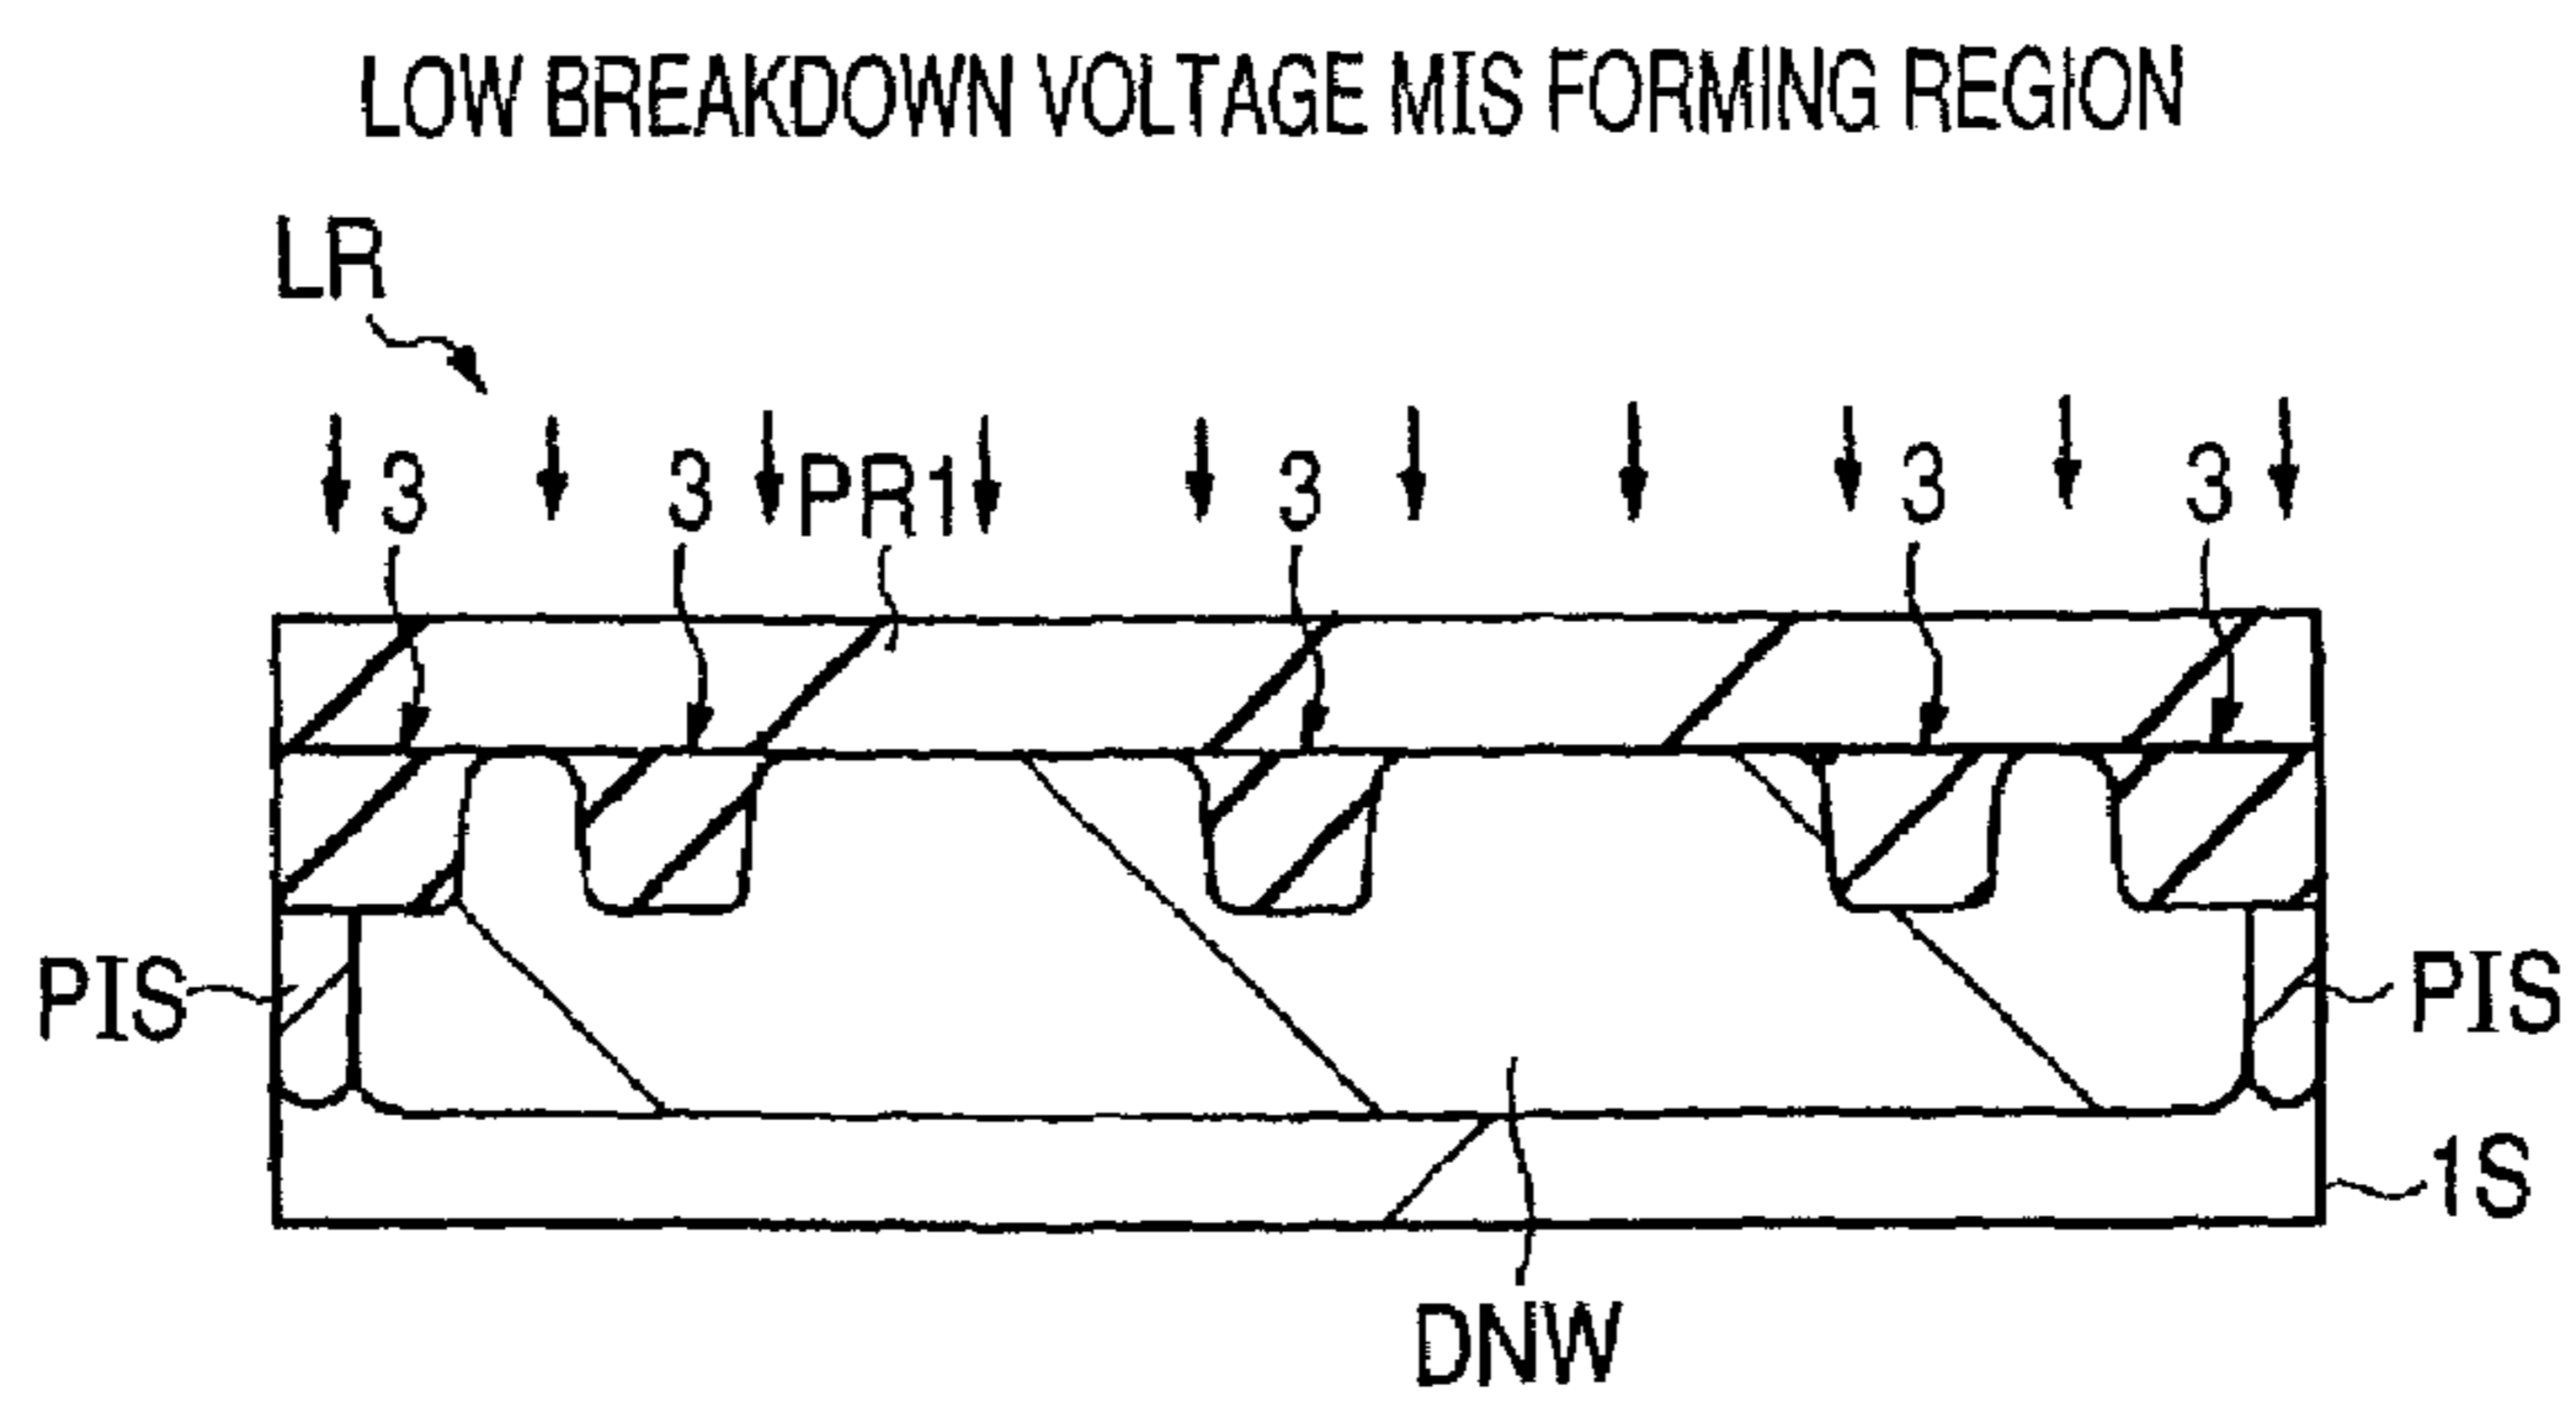 LOW BREAKDOWN VOLTAGE MIS FORMING REGION
LR
3 3 PR1 3 3 3
PIS PIS
1S
DNW